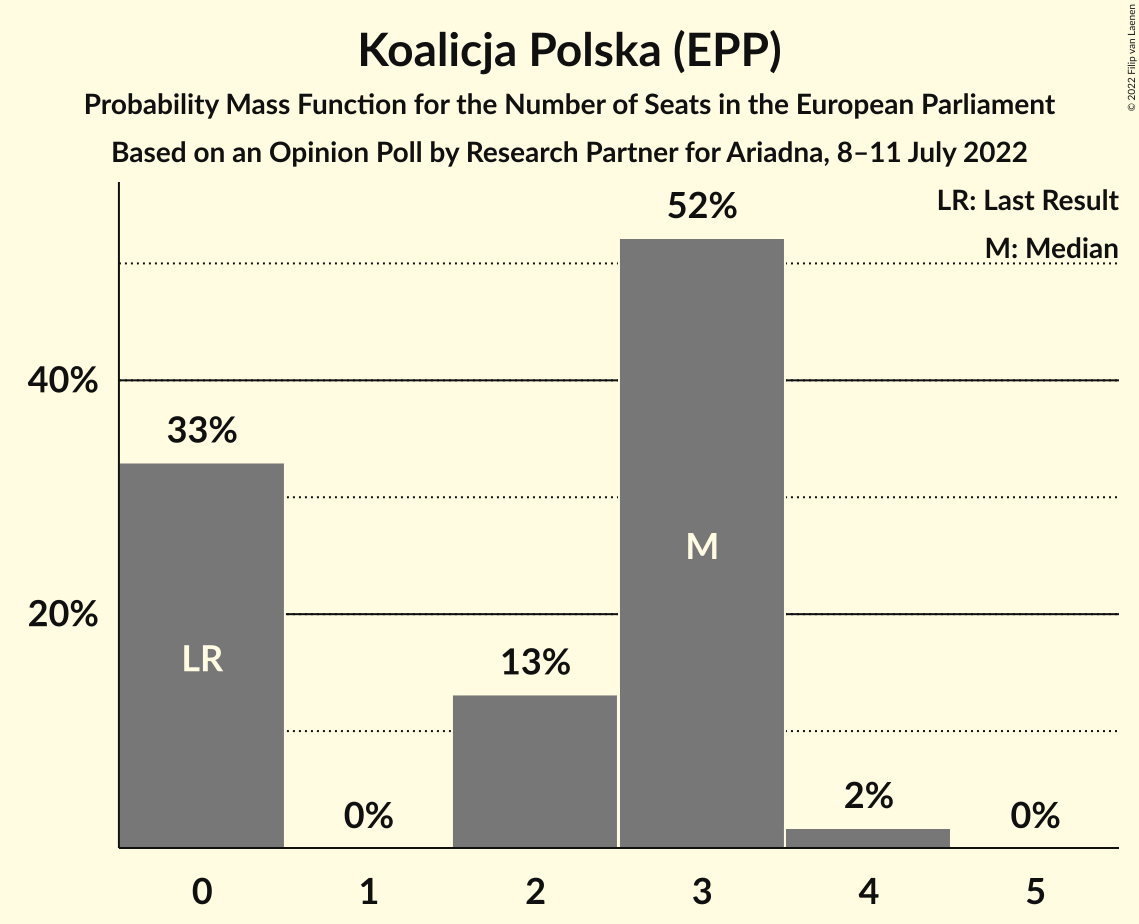 Koalicja Polska (EPP)
Probability Mass Function for the Number of Seats in the European Parliament
Based on an Opinion Poll by Research Partner for Ariadna, 8–11 July 2022
© 2022 Filip van Laenen
LR: Last Result
M: Median
52%
40%
33%
M
20%
LR
13%
2%
0%
0%
0 1 2 3 4 5